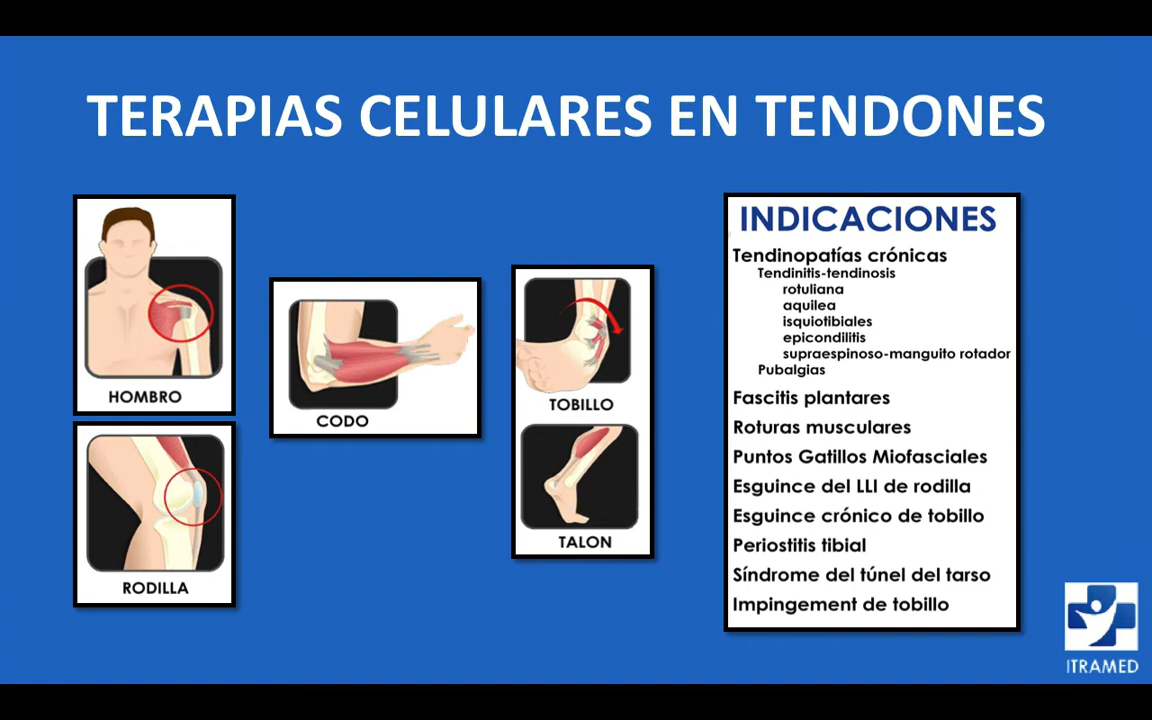 TERAPIAS CELULARES EN TENDONES
HOMBRO
RODILLA
CODO
TOBILLO
TALON
INDICACIONES
Tendinopatías crónicas
Tendinitis-tendinosis
rotuliana
aquilea
isquiotibiales
epicondilitis
supraespinoso-manguito rotador
Pubalgias
Fascitis plantares
Roturas musculares
Puntos Gatillos Miofasciales
Esguince del LLI de rodilla
Esguince crónico de tobillo
Periostitis tibial
Síndrome del túnel del tarso
Impingement de tobillo
ITRAMED